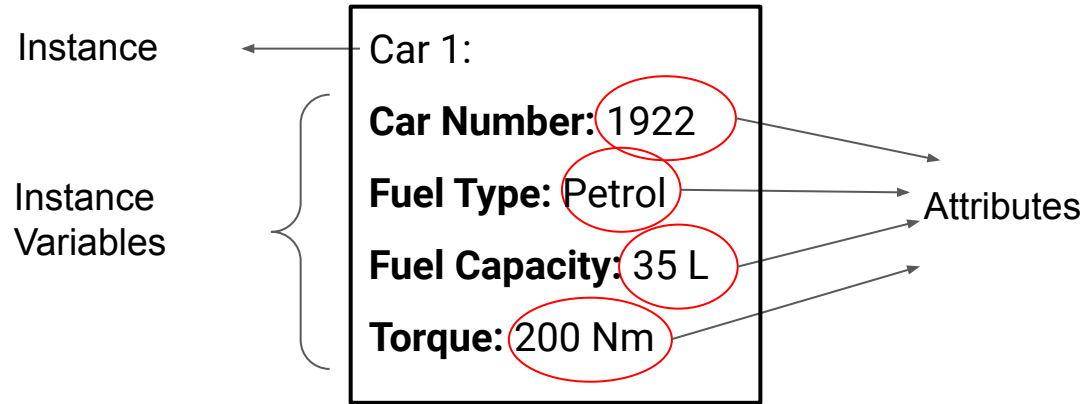 Instance
Car 1:
Car Number: 1922
Fuel Type: Petrol
Instance
Variables
Attributes
Fuel Capacity: 35 L
Torque: 200 Nm